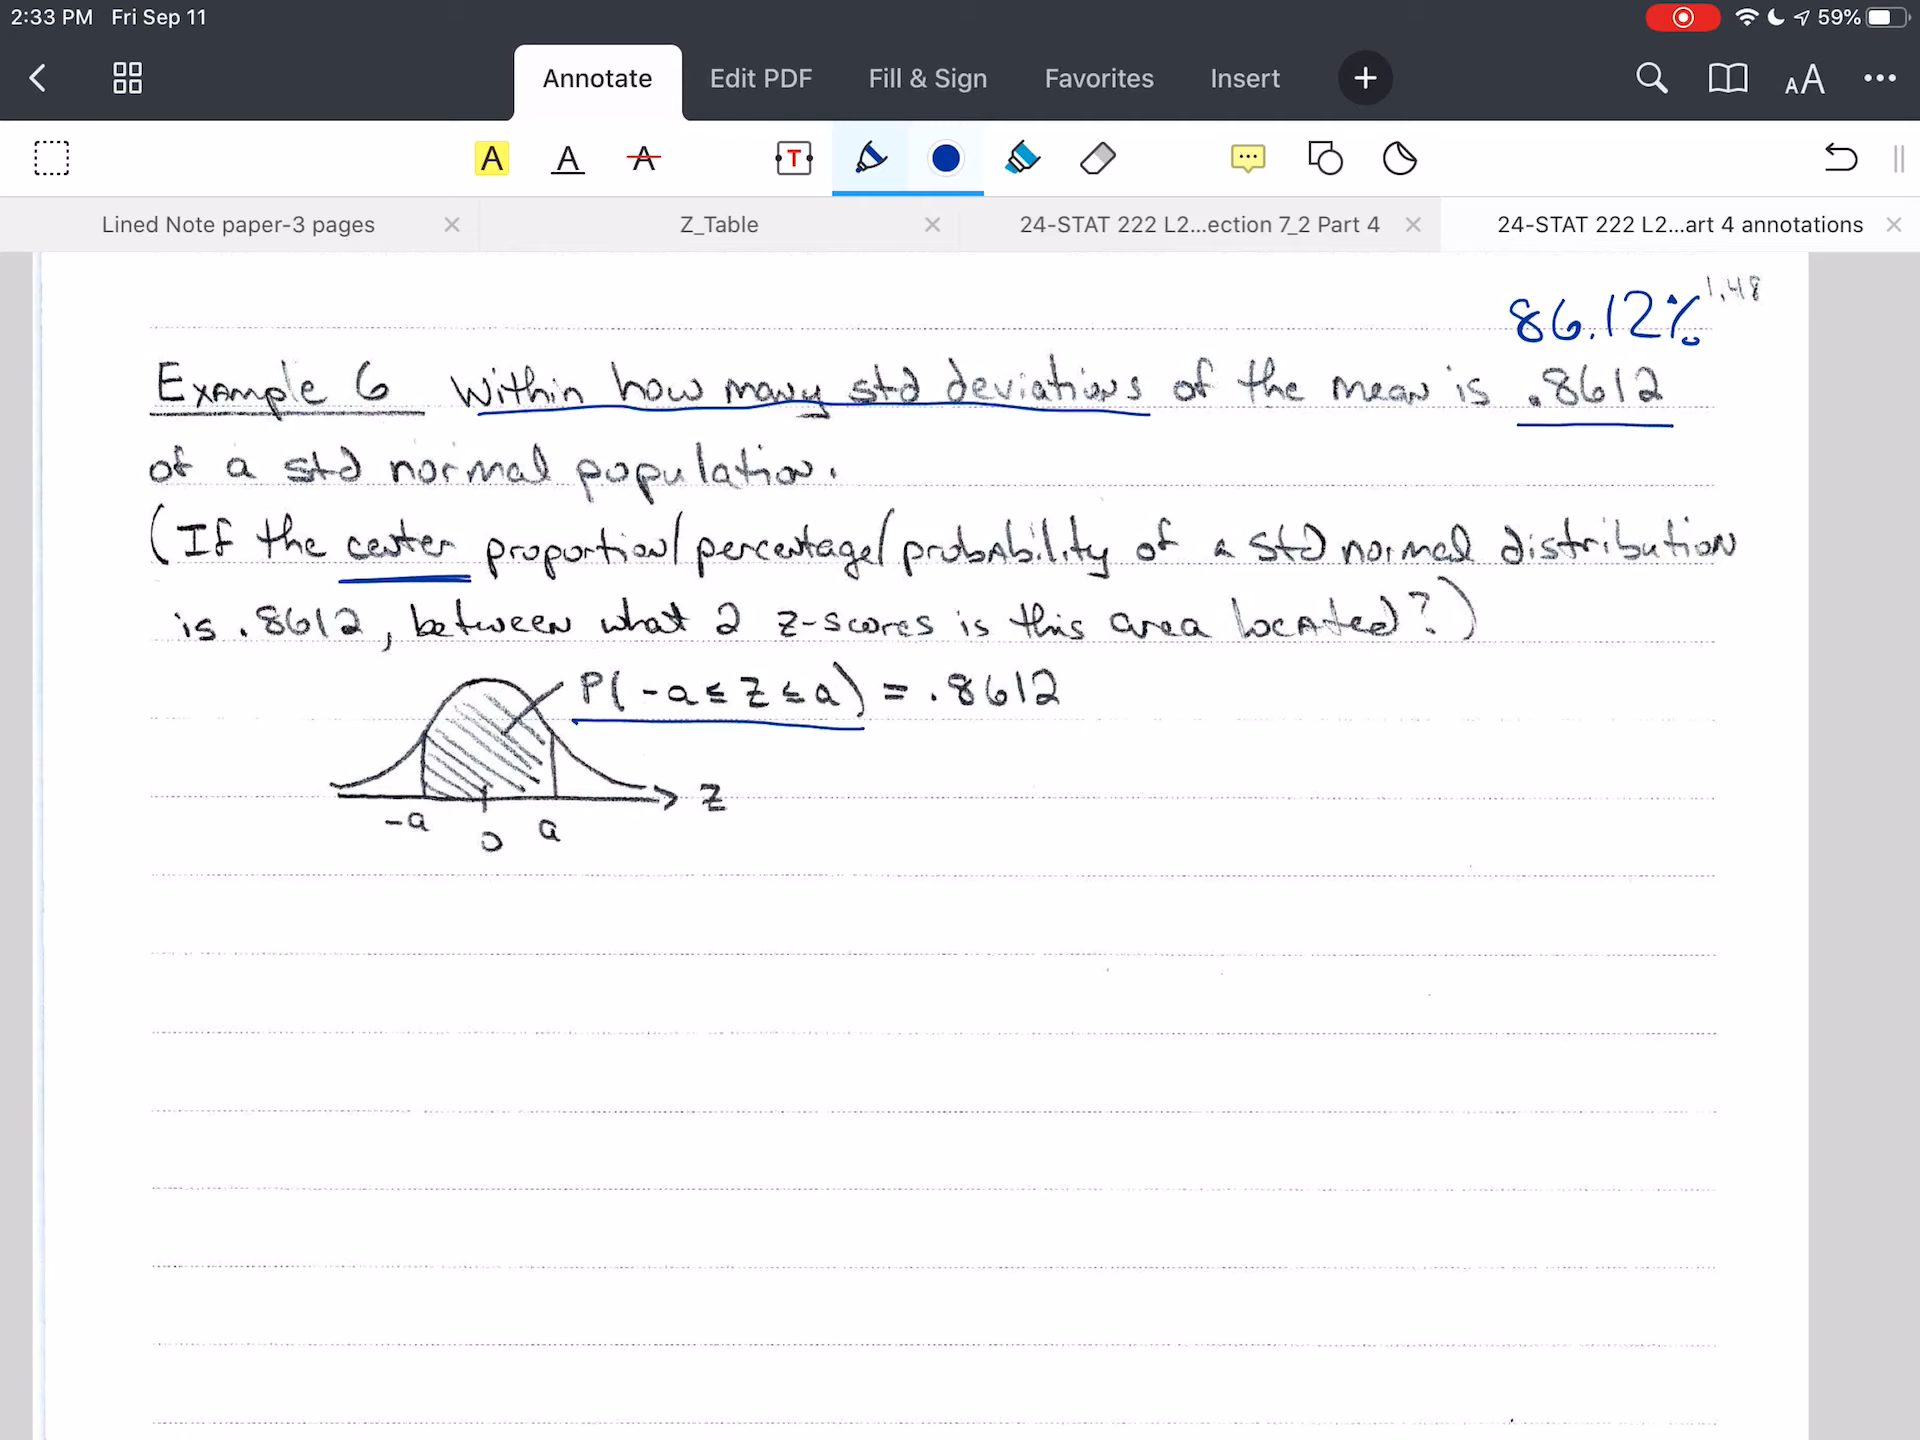 2:33 PM Fri Sep 11
59%
Annotate Edit PDF Fill & Sign Favorites Insert
AA
A A A T
Lined Note paper-3 pages
Z_Table
24-STAT 222 L2...ection 7_2 Part 4
24-STAT 222 L2...art 4 annotations
1.48
86.12%
Example 6 Within how many std deviations of the mean is .8612
of a std normal population.
(If the center proportion/percentage/probability of a std normal distribution
is .8612, between what 2 z-scores is this area located?)
P(-a ≤ z ≤ a) = .8612
z
-a 0 a